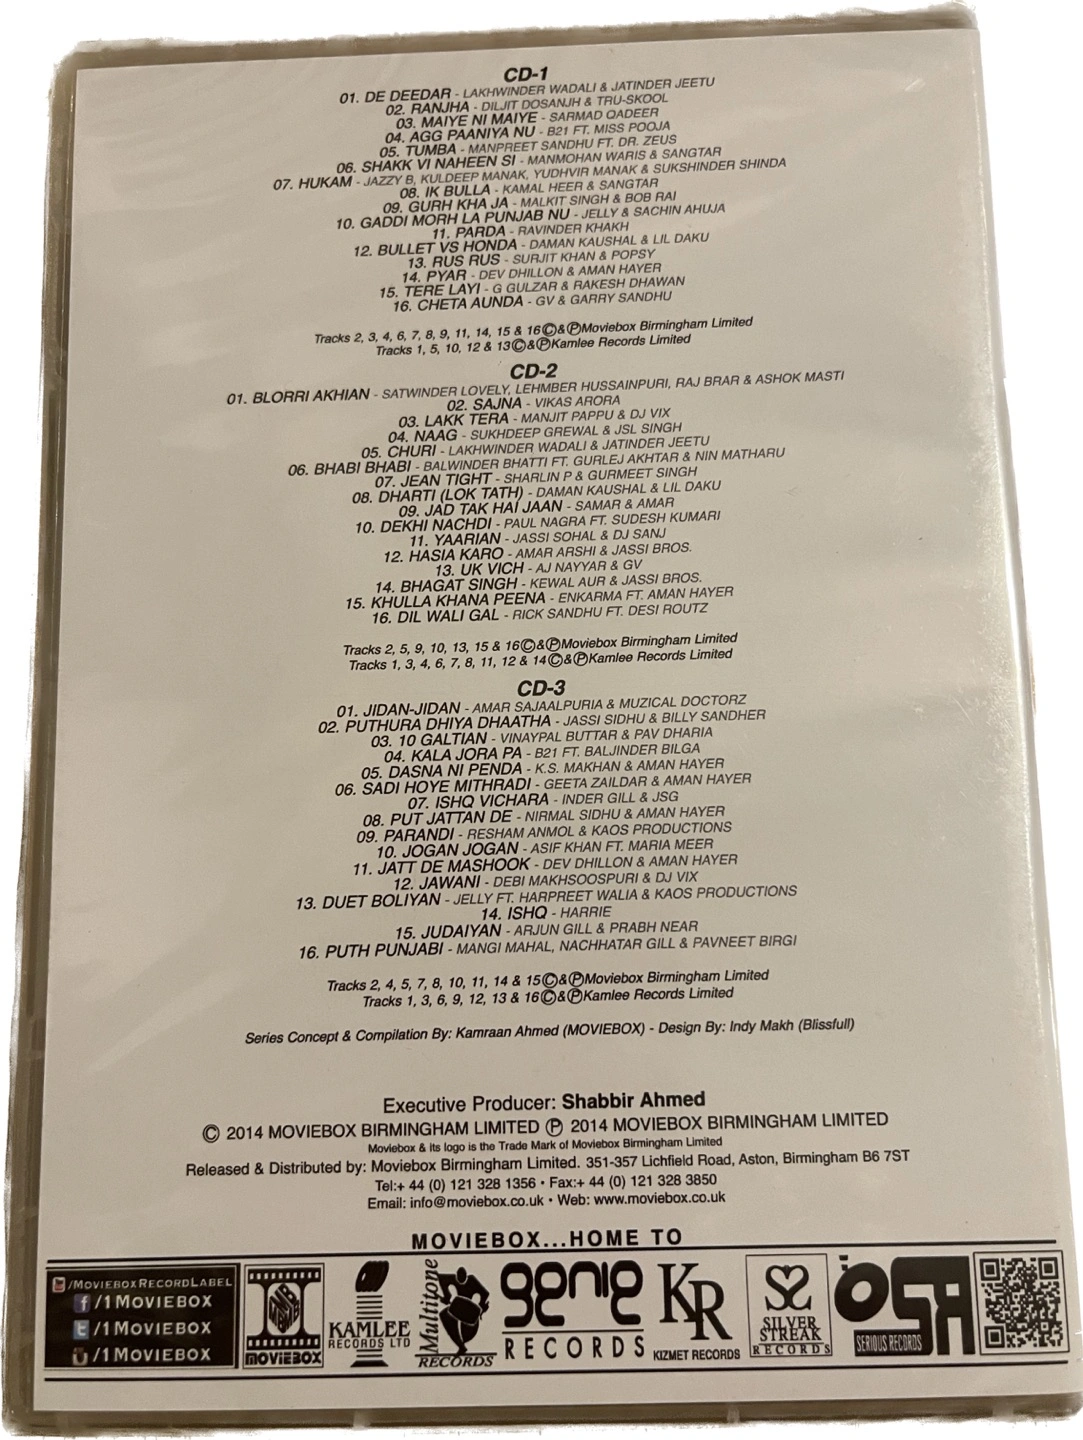 CD-1
01. DE DEEDAR - LAKHWINDER WADALI & JATINDER JEETU
02. RANJHA - DILJIT DOSANJH & TRU-SKOOL
03. MAIYE NI MAIYE - SARMAD QADEER
04. AGG PAANIYA NU - B21 FT. MISS POOJA
05. TUMBA - MANPREET SANDHU FT. DR. ZEUS
06. SHAKK VI NAHEEN SI - MANMOHAN WARIS & SANGTAR
07. HUKAM - JAZZY B, KULDEEP MANAK, YUDHVIR MANAK & SUKSHINDER SHINDA
08. IK BULLA - KAMAL HEER & SANGTAR
09. GURH KHA JA - MALKIT SINGH & BOB RAI
10. GADDI MORH LA PUNJAB NU - JELLY & SACHIN AHUJA
11. PARDA - RAVINDER KHAKH
12. BULLET VS HONDA - DAMAN KAUSHAL & LIL DAKU
13. RUS RUS - SURJIT KHAN & POPSY
14. PYAR - DEV DHILLON & AMAN HAYER
15. TERE LAYI - G GULZAR & RAKESH DHAWAN
16. CHETA AUNDA - GV & GARRY SANDHU
Tracks 2, 3, 4, 6, 7, 8, 9, 11, 14, 15 & 16©&℗Moviebox Birmingham Limited
Tracks 1, 5, 10, 12 & 13©&℗Kamlee Records Limited
CD-2
01. BLORRI AKHIAN - SATWINDER LOVELY, LEHMBER HUSSAINPURI, RAJ BRAR & ASHOK MASTI
02. SAJNA - VIKAS ARORA
03. LAKK TERA - MANJIT PAPPU & DJ VIX
04. NAAG - SUKHDEEP GREWAL & JSL SINGH
05. CHURI - LAKHWINDER WADALI & JATINDER JEETU
06. BHABI BHABI - BALWINDER BHATTI FT. GURLEJ AKHTAR & NIN MATHARU
07. JEAN TIGHT - SHARLIN P & GURMEET SINGH
08. DHARTI (LOK TATH) - DAMAN KAUSHAL & LIL DAKU
09. JAD TAK HAI JAAN - SAMAR & AMAR
10. DEKHI NACHDI - PAUL NAGRA FT. SUDESH KUMARI
11. YAARIAN - JASSI SOHAL & DJ SANJ
12. HASIA KARO - AMAR ARSHI & JASSI BROS.
13. UK VICH - AJ NAYYAR & GV
14. BHAGAT SINGH - KEWAL AUR & JASSI BROS.
15. KHULLA KHANA PEENA - ENKARMA FT. AMAN HAYER
16. DIL WALI GAL - RICK SANDHU FT. DESI ROUTZ
Tracks 2, 5, 9, 10, 13, 15 & 16©&℗Moviebox Birmingham Limited
Tracks 1, 3, 4, 6, 7, 8, 11, 12 & 14©&℗Kamlee Records Limited
CD-3
01. JIDAN-JIDAN - AMAR SAJAALPURIA & MUZICAL DOCTORZ
02. PUTHURA DHIYA DHAATHA - JASSI SIDHU & BILLY SANDHER
03. 10 GALTIAN - VINAYPAL BUTTAR & PAV DHARIA
04. KALA JORA PA - B21 FT. BALJINDER BILGA
05. DASNA NI PENDA - K.S. MAKHAN & AMAN HAYER
06. SADI HOYE MITHRADI - GEETA ZAILDAR & AMAN HAYER
07. ISHQ VICHARA - INDER GILL & JSG
08. PUT JATTAN DE - NIRMAL SIDHU & AMAN HAYER
09. PARANDI - RESHAM ANMOL & KAOS PRODUCTIONS
10. JOGAN JOGAN - ASIF KHAN FT. MARIA MEER
11. JATT DE MASHOOK - DEV DHILLON & AMAN HAYER
12. JAWANI - DEBI MAKHSOOSPURI & DJ VIX
13. DUET BOLIYAN - JELLY FT. HARPREET WALIA & KAOS PRODUCTIONS
14. ISHQ - HARRIE
15. JUDAIYAN - ARJUN GILL & PRABH NEAR
16. PUTH PUNJABI - MANGI MAHAL, NACHHATAR GILL & PAVNEET BIRGI
Tracks 2, 4, 5, 7, 8, 10, 11, 14 & 15©&℗Moviebox Birmingham Limited
Tracks 1, 3, 6, 9, 12, 13 & 16©&℗Kamlee Records Limited
Series Concept & Compilation By: Kamraan Ahmed (MOVIEBOX) - Design By: Indy Makh (Blissfull)
Executive Producer: Shabbir Ahmed
© 2014 MOVIEBOX BIRMINGHAM LIMITED ℗ 2014 MOVIEBOX BIRMINGHAM LIMITED
Moviebox & its logo is the Trade Mark of Moviebox Birmingham Limited
Released & Distributed by: Moviebox Birmingham Limited. 351-357 Lichfield Road, Aston, Birmingham B6 7ST
Tel:+ 44 (0) 121 328 1356 • Fax:+ 44 (0) 121 328 3850
Email: info@moviebox.co.uk • Web: www.moviebox.co.uk
MOVIEBOX...HOME TO
/MOVIEBOXRECORDLABEL
/1MOVIEBOX
/1MOVIEBOX
/1MOVIEBOX
MOVIEBOX
KAMLEE
RECORDS LTD
Multitone
RECORDS
genie
RECORDS
KR
KIZMET RECORDS
SILVER
STREAK
RECORDS
SERIOUS RECORDS